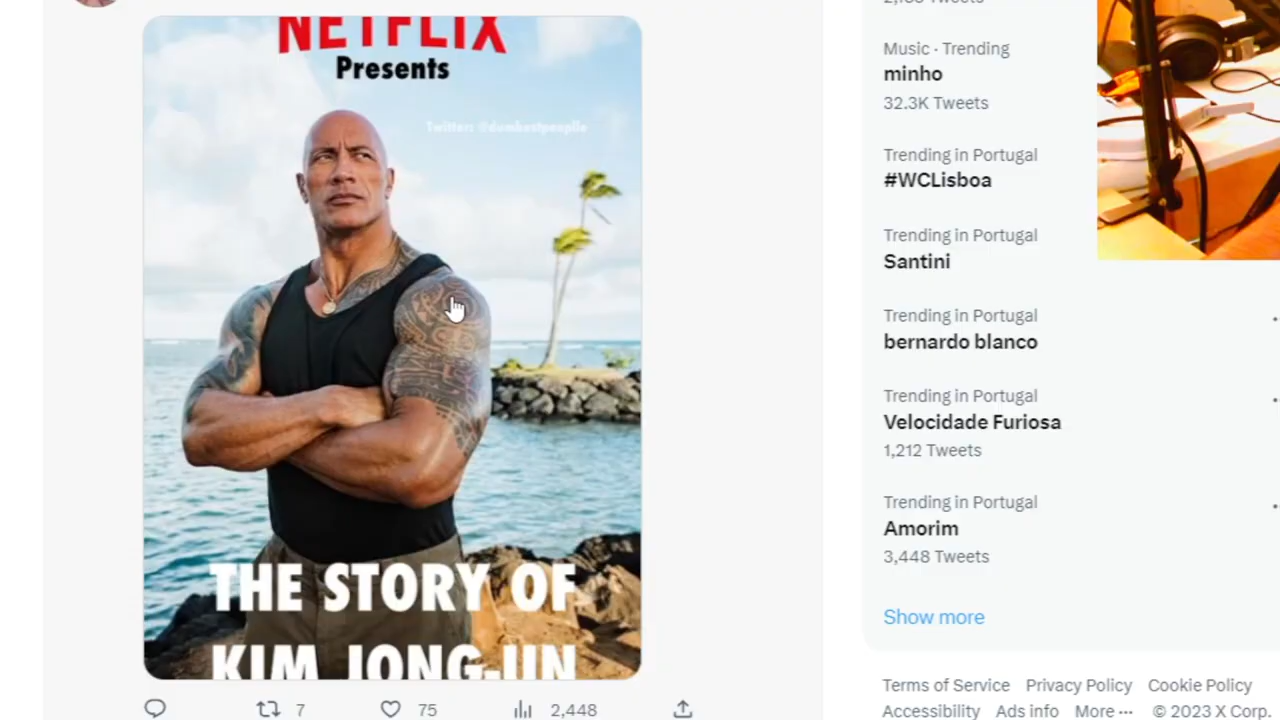 NETFLIX
Presents
Twitter: @dumbestpeoplle
THE STORY OF
KIM JONG-UN
7
75
2,448
Music · Trending
minho
32.3K Tweets
Trending in Portugal
#WCLisboa
Trending in Portugal
Santini
Trending in Portugal
bernardo blanco
Trending in Portugal
Velocidade Furiosa
1,212 Tweets
Trending in Portugal
Amorim
3,448 Tweets
Show more
Terms of Service Privacy Policy Cookie Policy
Accessibility Ads info More ··· © 2023 X Corp.